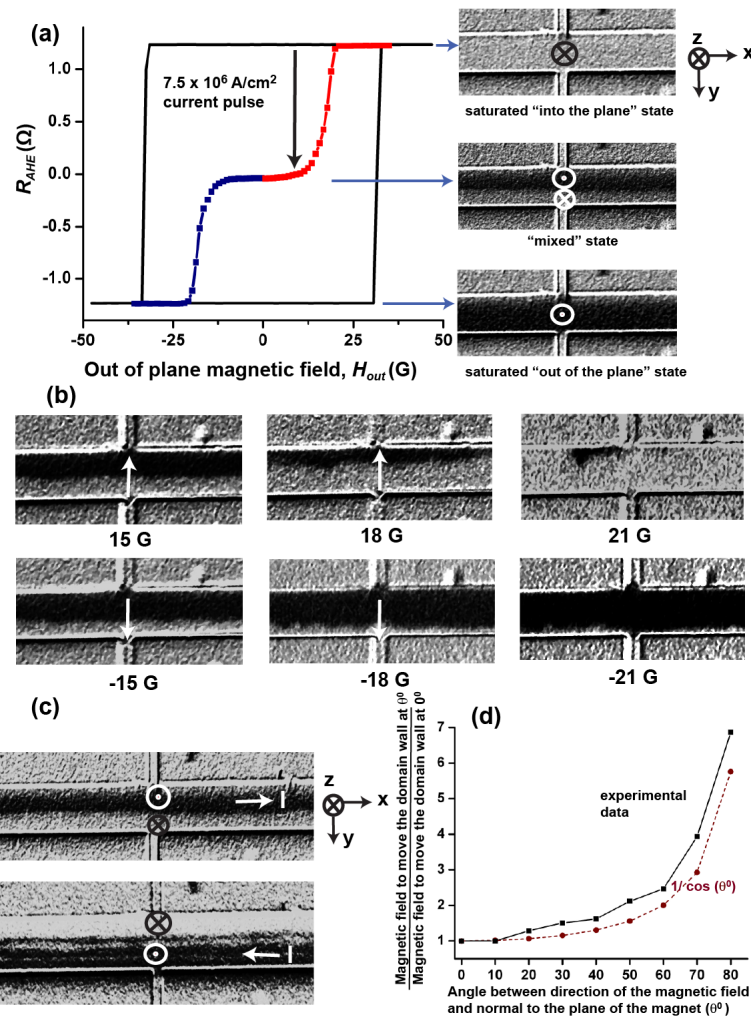 (a)
7.5 x 10⁶ A/cm²
current pulse
R_AHE (Ω)
1.0
0.5
0.0
-0.5
-1.0
-50
-25
0
25
50
Out of plane magnetic field, H_out (G)
z
x
y
saturated “into the plane” state
“mixed” state
saturated “out of the plane” state
(b)
15 G
18 G
21 G
-15 G
-18 G
-21 G
(c)
I
z
x
y
I
(d)
Magnetic field to move the domain wall at θ⁰
Magnetic field to move the domain wall at 0⁰
7
6
5
4
3
2
1
experimental
data
1/ cos (θ⁰)
0
10
20
30
40
50
60
70
80
Angle between direction of the magnetic field
and normal to the plane of the magnet (θ⁰ )